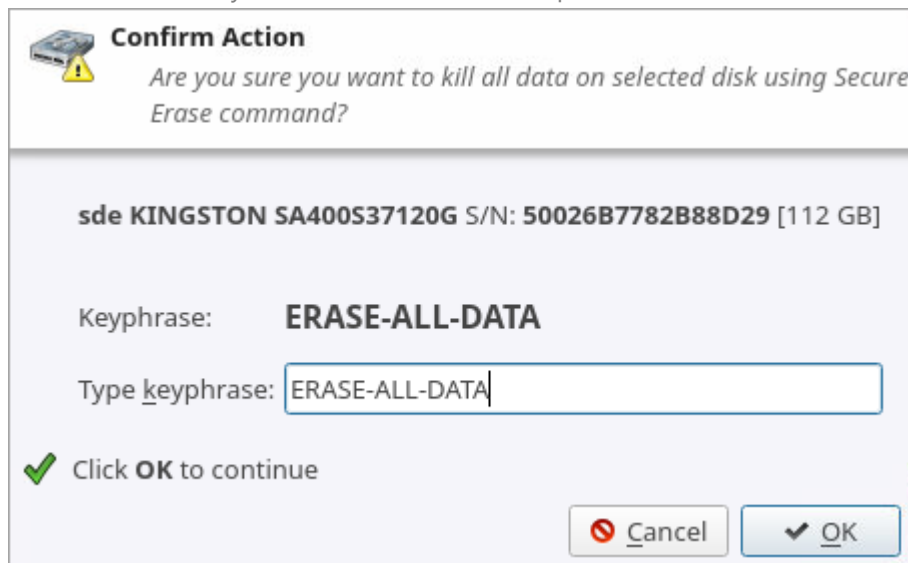 Confirm Action
Are you sure you want to kill all data on selected disk using Secure
Erase command?
sde KINGSTON SA400S37120G S/N: 50026B7782B88D29 [112 GB]
Keyphrase: ERASE-ALL-DATA
Type keyphrase: ERASE-ALL-DATA
Click OK to continue
Cancel OK